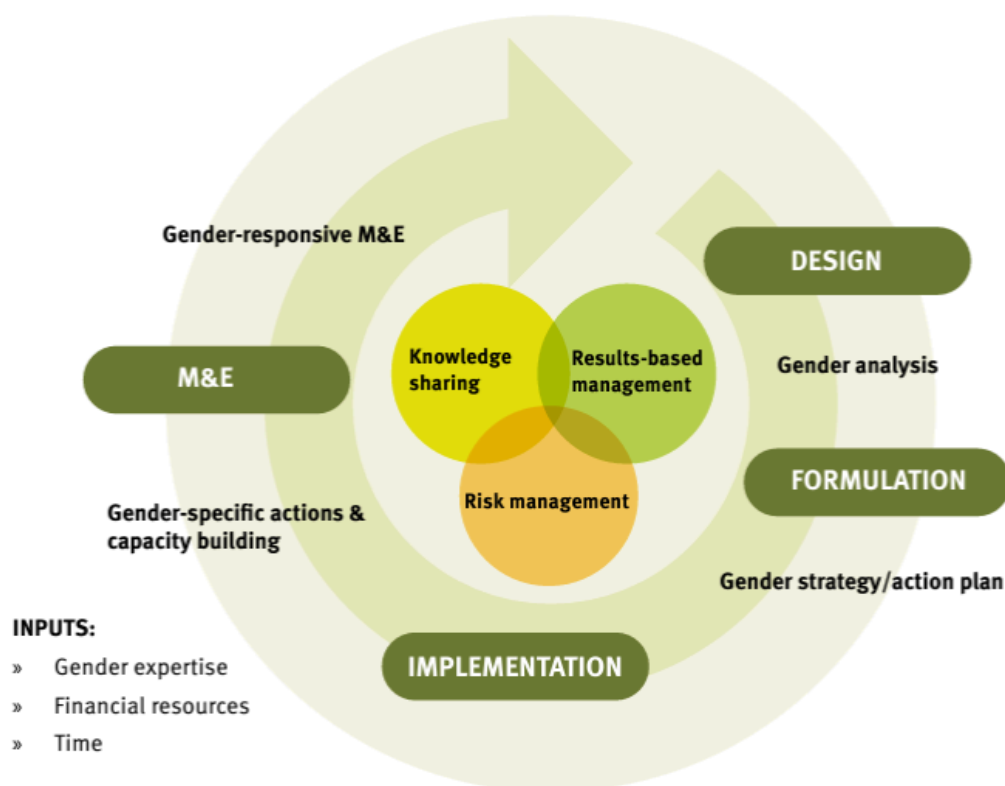 Gender-responsive M&E
DESIGN
Knowledge
sharing
Results-based
management
M&E
Gender analysis
FORMULATION
Risk management
Gender-specific actions &
capacity building
Gender strategy/action plan
INPUTS:
» Gender expertise
» Financial resources
» Time
IMPLEMENTATION